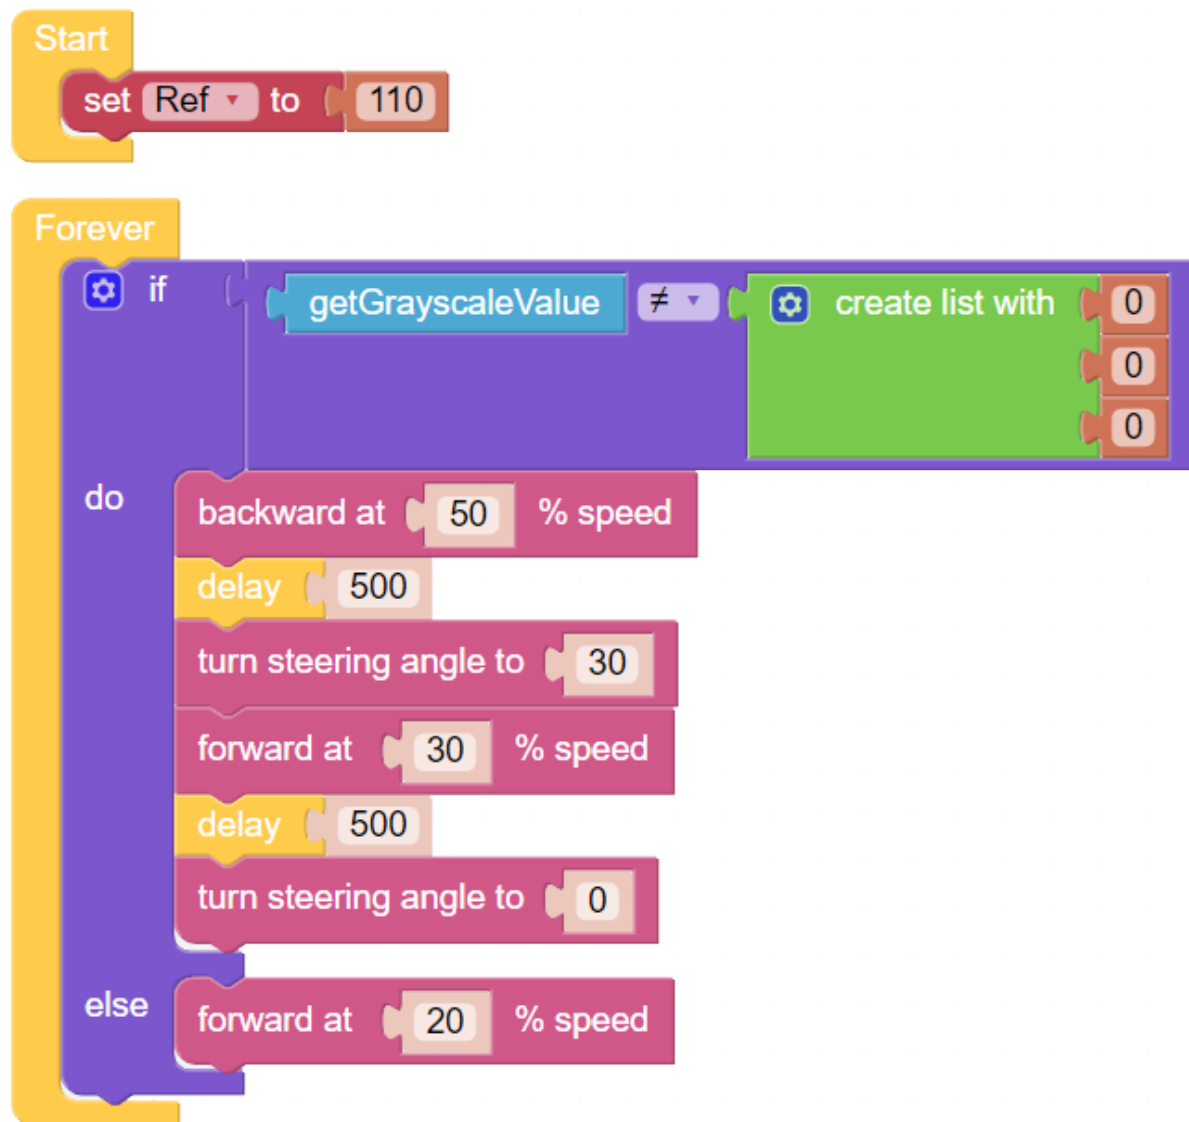 Start
set Ref to 110
Forever
if getGrayscaleValue ≠ create list with 0
0
0
do
backward at 50 % speed
delay 500
turn steering angle to 30
forward at 30 % speed
delay 500
turn steering angle to 0
else
forward at 20 % speed